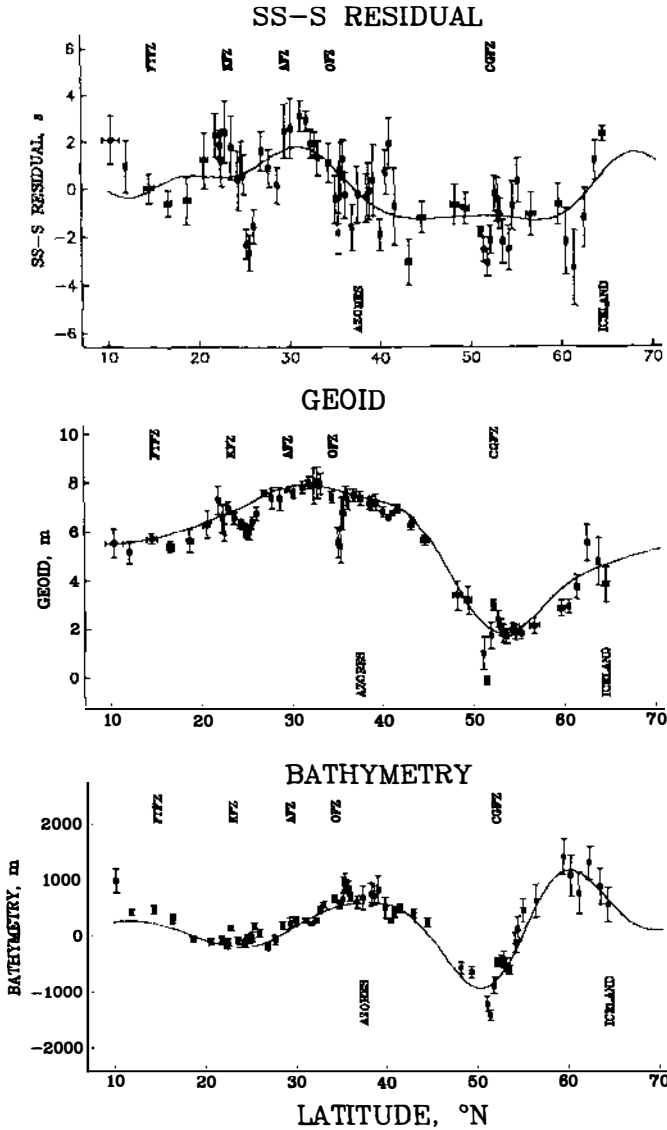 SS-S RESIDUAL
6
4
2
0
-2
-4
-6
SS-S RESIDUAL, s
FTFZ
KFZ
AFZ
OFZ
CGFZ
AZORES
ICELAND
10
20
30
40
50
60
70
GEOID
10
8
6
4
2
0
GEOID, m
FTFZ
KFZ
AFZ
OFZ
CGFZ
AZORES
ICELAND
10
20
30
40
50
60
70
BATHYMETRY
2000
1000
0
-1000
-2000
BATHYMETRY, m
FTFZ
KFZ
AFZ
OFZ
CGFZ
AZORES
ICELAND
10
20
30
40
50
60
70
LATITUDE, °N